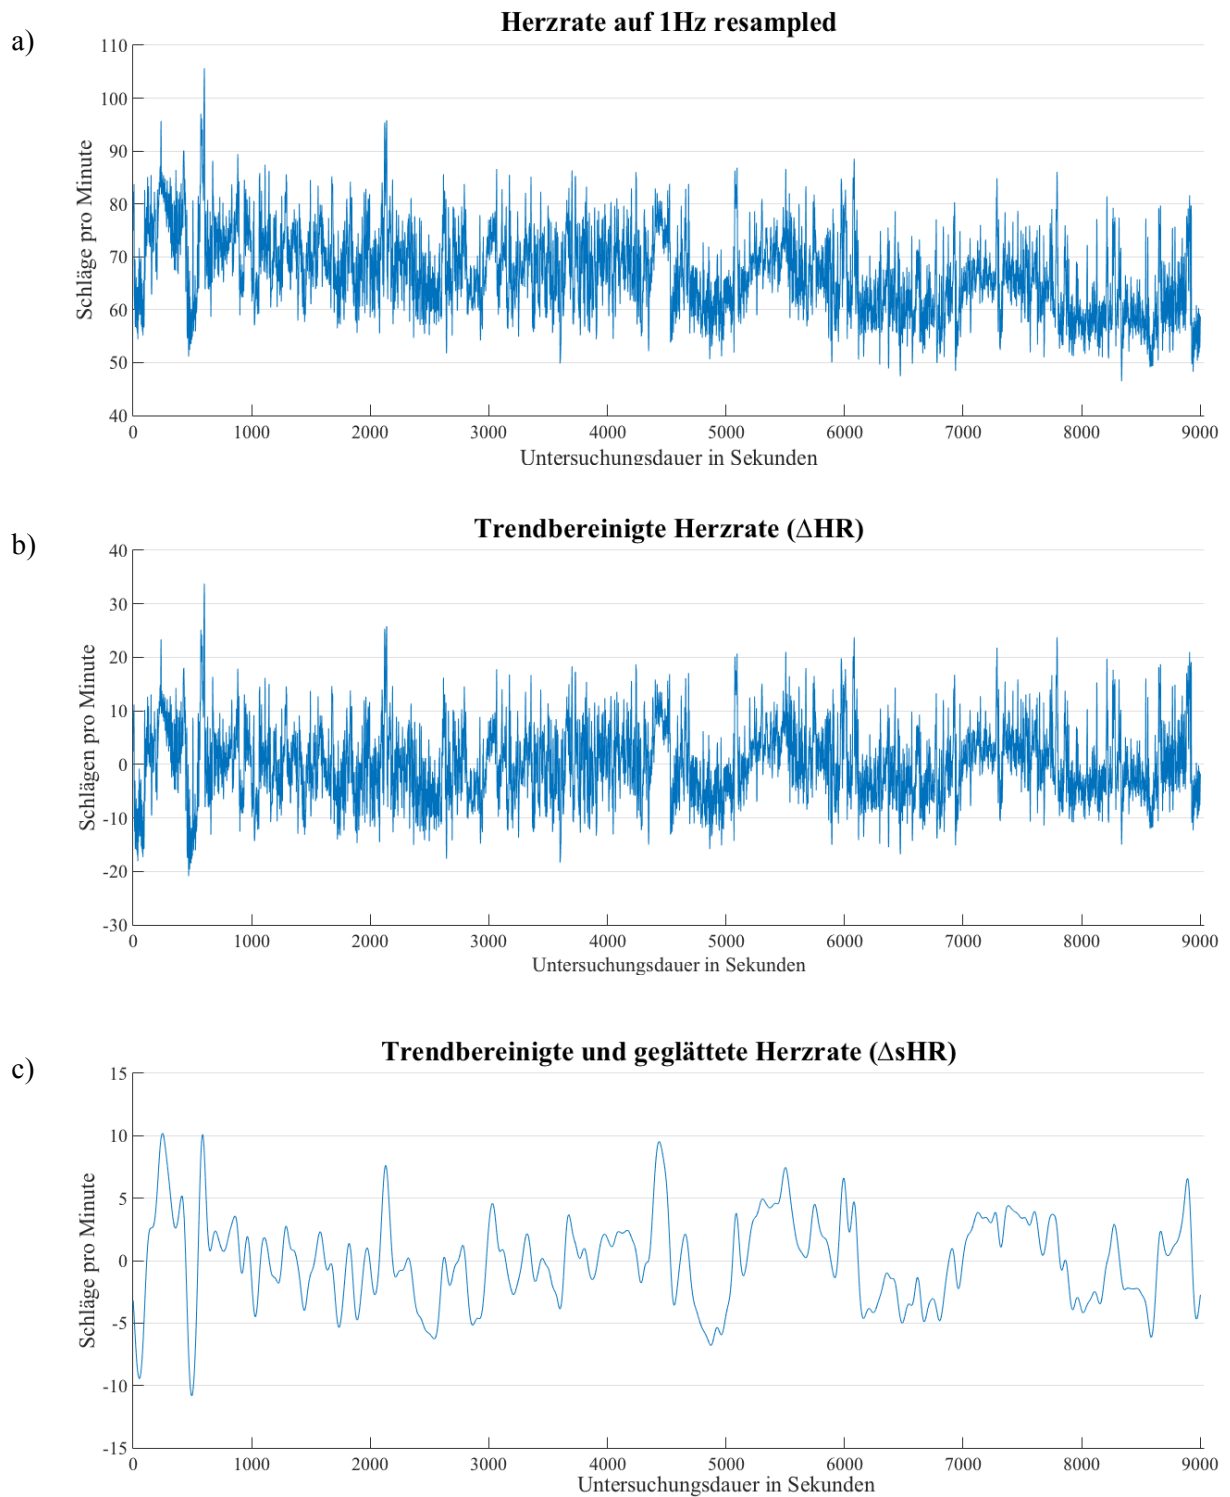 a)
Herzrate auf 1Hz resampled
110
100
90
80
70
60
50
40
Schläge pro Minute
0 1000 2000 3000 4000 5000 6000 7000 8000 9000
Untersuchungsdauer in Sekunden
b)
Trendbereinigte Herzrate (ΔHR)
40
30
20
10
0
-10
-20
-30
Schlägen pro Minute
0 1000 2000 3000 4000 5000 6000 7000 8000 9000
Untersuchungsdauer in Sekunden
c)
Trendbereinigte und geglättete Herzrate (ΔsHR)
15
10
5
0
-5
-10
-15
Schläge pro Minute
0 1000 2000 3000 4000 5000 6000 7000 8000 9000
Untersuchungsdauer in Sekunden